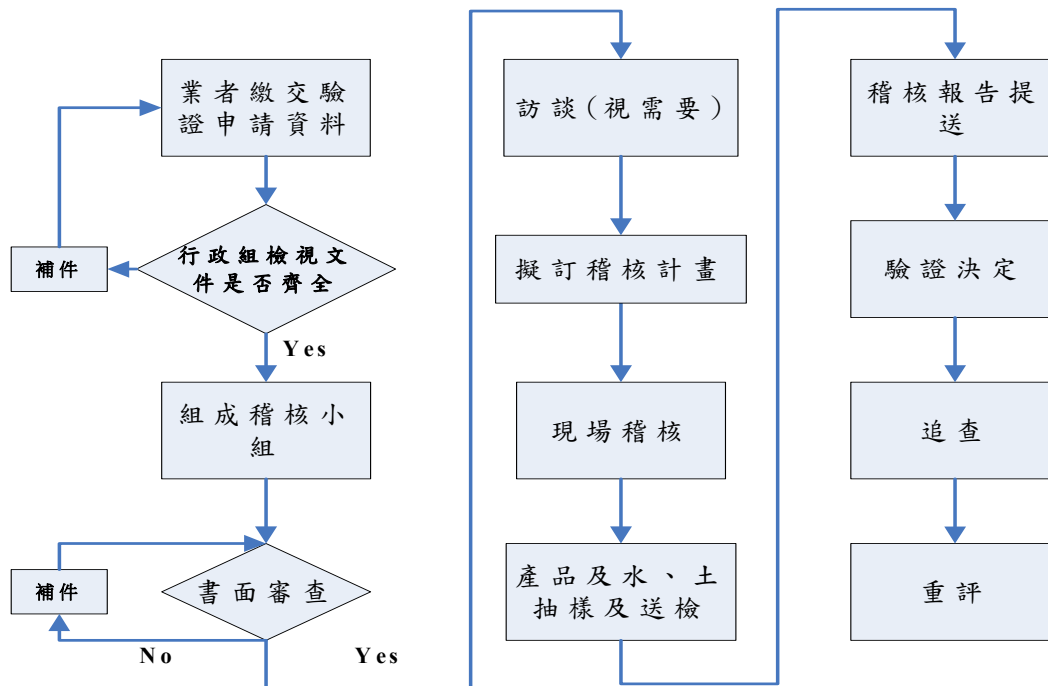 業者繳交驗
證申請資料
行政組檢視文
件是否齊全
補件
Yes
組成稽核小
組
書面審查
補件
No
Yes
訪談(視需要)
擬訂稽核計畫
現場稽核
產品及水、土
抽樣及送檢
稽核報告提
送
驗證決定
追查
重評